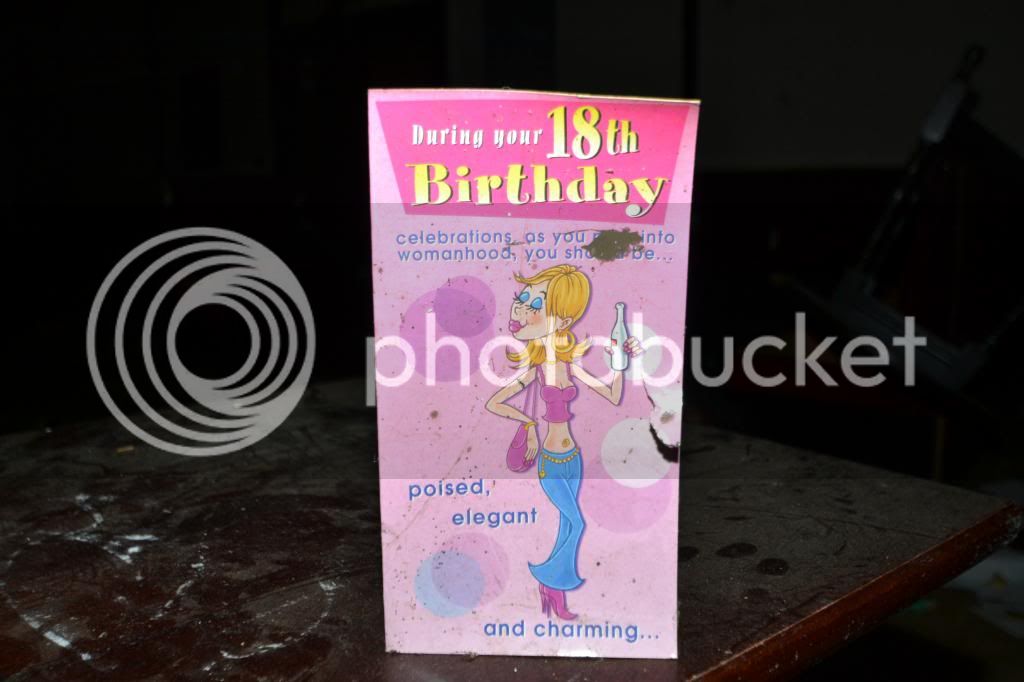 During your 18th
Birthday
celebrations, as you into
womanhood, you be...
photobucket
poised,
elegant
and charming...